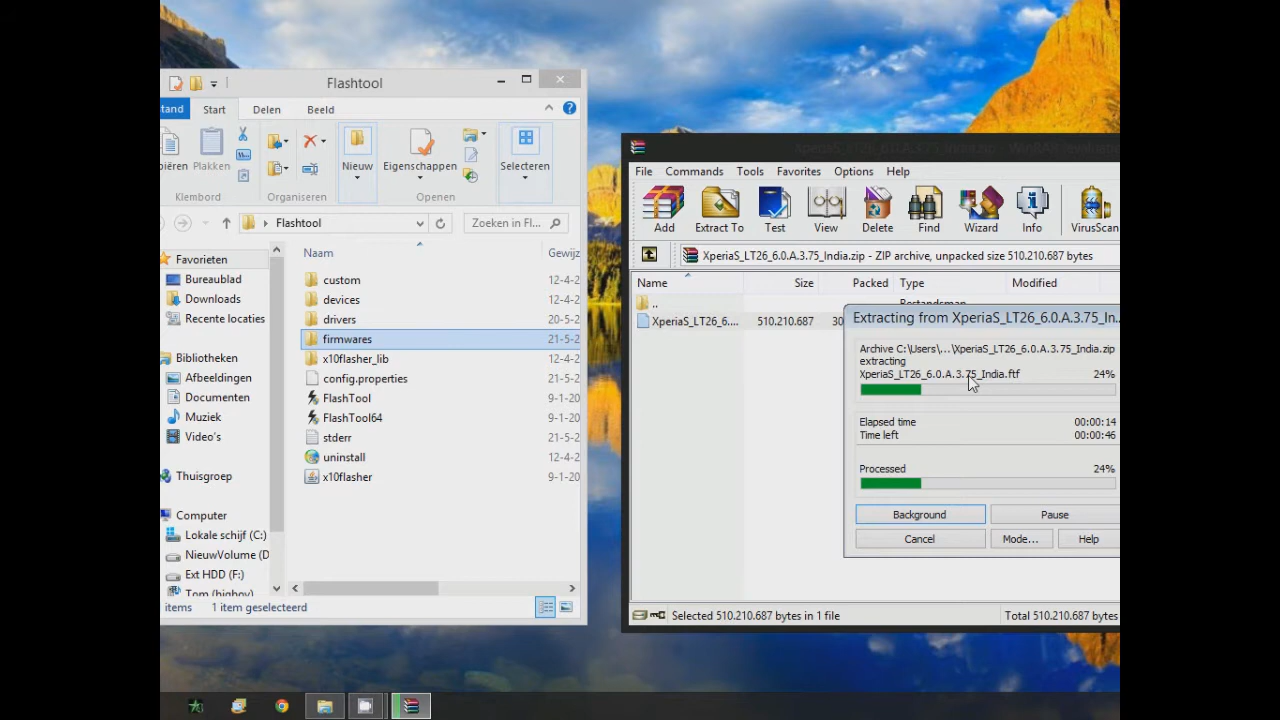 Flashtool
tand
Start
Delen
Beeld
iëren
Plakken
Nieuw
Eigenschappen
Selecteren
Klembord
Organiseren
Openen
Flashtool
Zoeken in Fl...
Favorieten
Bureaublad
Downloads
Recente locaties
Bibliotheken
Afbeeldingen
Documenten
Muziek
Video's
Thuisgroep
Computer
Lokale schijf (C:)
NieuwVolume (D
Ext HDD (F:)
Naam
Gewijz
custom 12-4-2
devices 12-4-2
drivers 20-5-2
firmwares 21-5-2
x10flasher_lib 12-4-2
config.properties 21-5-2
FlashTool 9-1-20
FlashTool64 9-1-20
stderr 21-5-2
uninstall 12-4-2
x10flasher 9-1-20
items
1 item geselecteerd
File Commands Tools Favorites Options Help
Add
Extract To
Test
View
Delete
Find
Wizard
Info
VirusScan
XperiaS_LT26_6.0.A.3.75_India.zip - ZIP archive, unpacked size 510.210.687 bytes
Name Size Packed Type Modified
..
XperiaS_LT26_6.... 510.210.687 30
Extracting from XperiaS_LT26_6.0.A.3.75_In...
Archive C:\Users\...\XperiaS_LT26_6.0.A.3.75_India.zip
extracting
XperiaS_LT26_6.0.A.3.75_India.ftf 24%
Elapsed time 00:00:14
Time left 00:00:46
Processed 24%
Background
Pause
Cancel
Mode...
Help
Selected 510.210.687 bytes in 1 file
Total 510.210.687 bytes